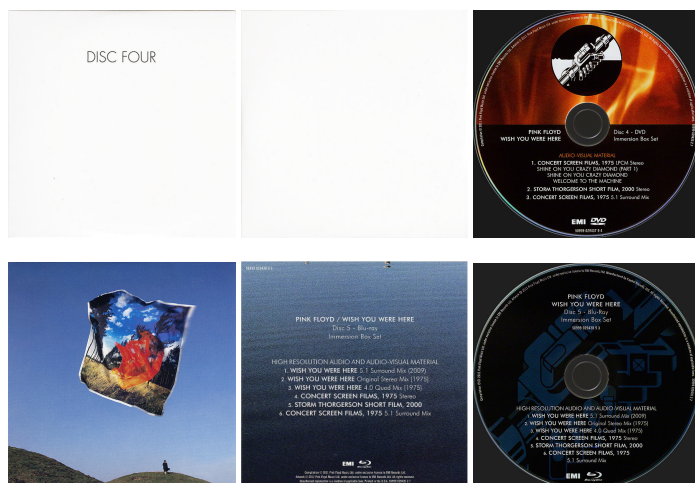 DISC FOUR
PINK FLOYD
WISH YOU WERE HERE
Disc 4 - DVD
Immersion Box Set
AUDIO-VISUAL MATERIAL
1. CONCERT SCREEN FILMS, 1975 LPCM Stereo
SHINE ON YOU CRAZY DIAMOND (PART 1)
SHINE ON YOU CRAZY DIAMOND
WELCOME TO THE MACHINE
2. STORM THORGERSON SHORT FILM, 2000 Stereo
3. CONCERT SCREEN FILMS, 1975 5.1 Surround Mix
EMI DVD
PINK FLOYD / WISH YOU WERE HERE
Disc 5 - Blu-ray
Immersion Box Set
HIGH RESOLUTION AUDIO AND AUDIO-VISUAL MATERIAL
1. WISH YOU WERE HERE 5.1 Surround Mix (2009)
2. WISH YOU WERE HERE Original Stereo Mix (1975)
3. WISH YOU WERE HERE 4.0 Quad Mix (1975)
4. CONCERT SCREEN FILMS, 1975 Stereo
5. STORM THORGERSON SHORT FILM, 2000
6. CONCERT SCREEN FILMS, 1975 5.1 Surround Mix
EMI
PINK FLOYD
WISH YOU WERE HERE
Disc 5 - Blu-Ray
Immersion Box Set
HIGH RESOLUTION AUDIO AND AUDIO-VISUAL MATERIAL
1. WISH YOU WERE HERE 5.1 Surround Mix (2009)
2. WISH YOU WERE HERE Original Stereo Mix (1975)
3. WISH YOU WERE HERE 4.0 Quad Mix (1975)
4. CONCERT SCREEN FILMS, 1975 Stereo
5. STORM THORGERSON SHORT FILM, 2000
6. CONCERT SCREEN FILMS, 1975
5.1 Surround Mix
EMI Blu-ray